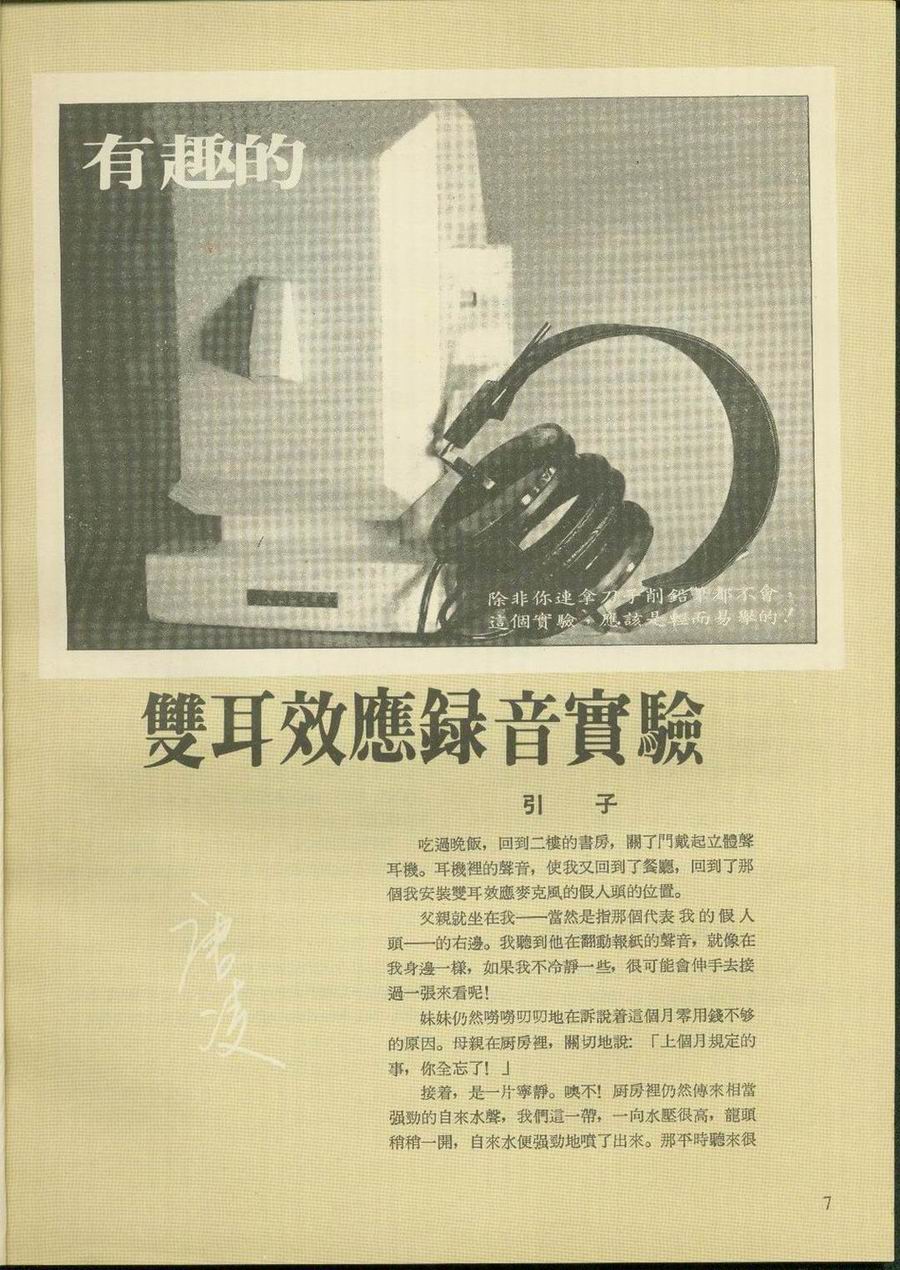 有趣的
除非你連拿刀子削鉛筆都不會，
這個實驗，應該是輕而易舉的！
雙耳效應録音實驗
引　子
吃過晚飯，回到二樓的書房，關了門戴起立體聲
耳機。耳機裡的聲音，使我又回到了餐廳，回到了那
個我安裝雙耳效應麥克風的假人頭的位置。
父親就坐在我——當然是指那個代表我的假人
頭——的右邊。我聽到他在翻動報紙的聲音，就像在
我身邊一樣，如果我不冷靜一些，很可能會伸手去接
過一張來看呢！
妹妹仍然嘮嘮叨叨地在訴說着這個月零用錢不够
的原因。母親在厨房裡，關切地說：「上個月規定的
事，你全忘了！」
接着，是一片寧靜。噢不！厨房裡仍然傳來相當
强勁的自來水聲，我們這一帶，一向水壓很高，龍頭
稍稍一開，自來水便强勁地噴了出來。那平時聽來很
7